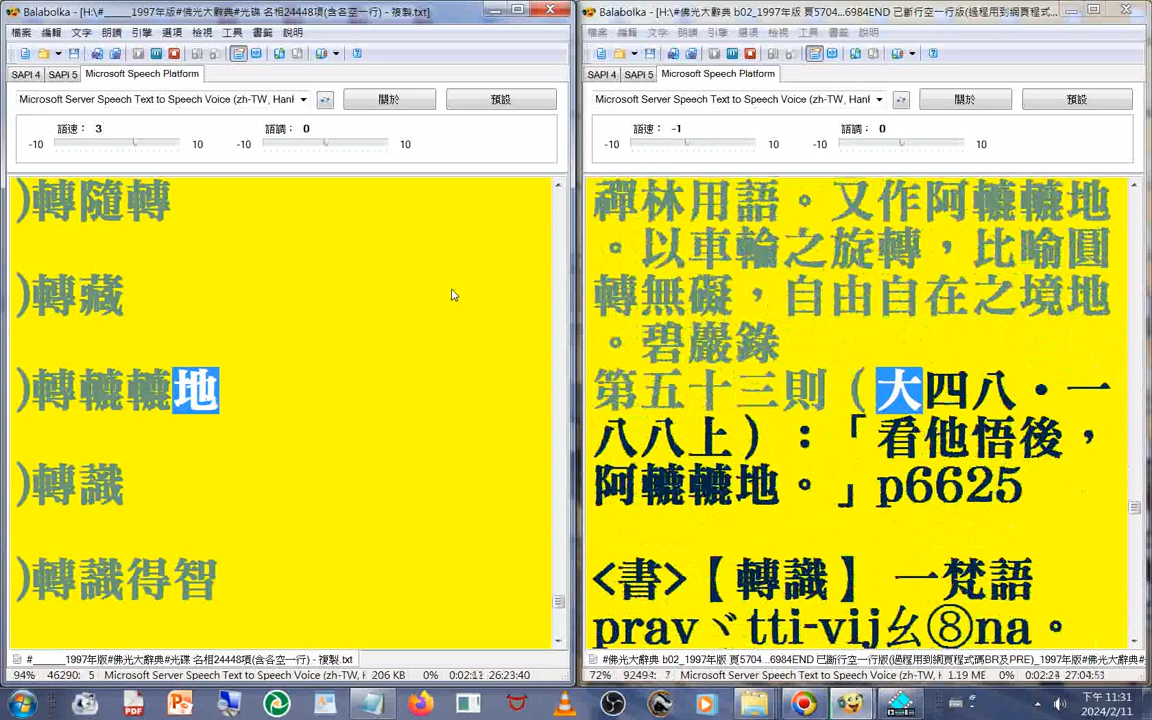 Balabolka - [H:\#_____1997年版#佛光大辭典#光碟 名相24448項(含各空一行) - 複製.txt]
檔案 編輯 文字 朗讀 引擎 選項 檢視 工具 書籤 說明
SAPI 4 SAPI 5 Microsoft Speech Platform
Microsoft Server Speech Text to Speech Voice (zh-TW, Hanl 關於 預設
語速： 3 語調： 0
-10 10 -10 10
)轉隨轉
)轉藏
)轉轆轆地
)轉識
)轉識得智
#_____1997年版#佛光大辭典#光碟 名相24448項(含各空一行) - 複製.txt
94% 46290: 5 Microsoft Server Speech Text to Speech Voice (zh-TW, H 206 KB 0% 0:02:11 26:23:40
Balabolka - [H:\#佛光大辭典 b02_1997年版 頁5704...6984END 已斷行空一行版(過程用到網頁程式...
檔案 編輯 文字 朗讀 引擎 選項 檢視 工具 書籤 說明
SAPI 4 SAPI 5 Microsoft Speech Platform
Microsoft Server Speech Text to Speech Voice (zh-TW, Hanl 關於 預設
語速： -1 語調： 0
-10 10 -10 10
禪林用語。又作阿轆轆地
。以車輪之旋轉，比喻圓
轉無礙，自由自在之境地
。碧巖錄
第五十三則（大四八·一
八八上）：「看他悟後，
阿轆轆地。」p6625
<書>【轉識】 一梵語
pravヾtti-vij幺⑧na。
#佛光大辭典 b02_1997年版 頁5704...6984END 已斷行空一行版(過程用到網頁程式碼BR及PRE)_1997年版#
72% 92494: 7 Microsoft Server Speech Text to Speech Voice (zh-TW, H 1.19 ME 0% 0:02:24 27:04:53
下午 11:31
2024/2/11